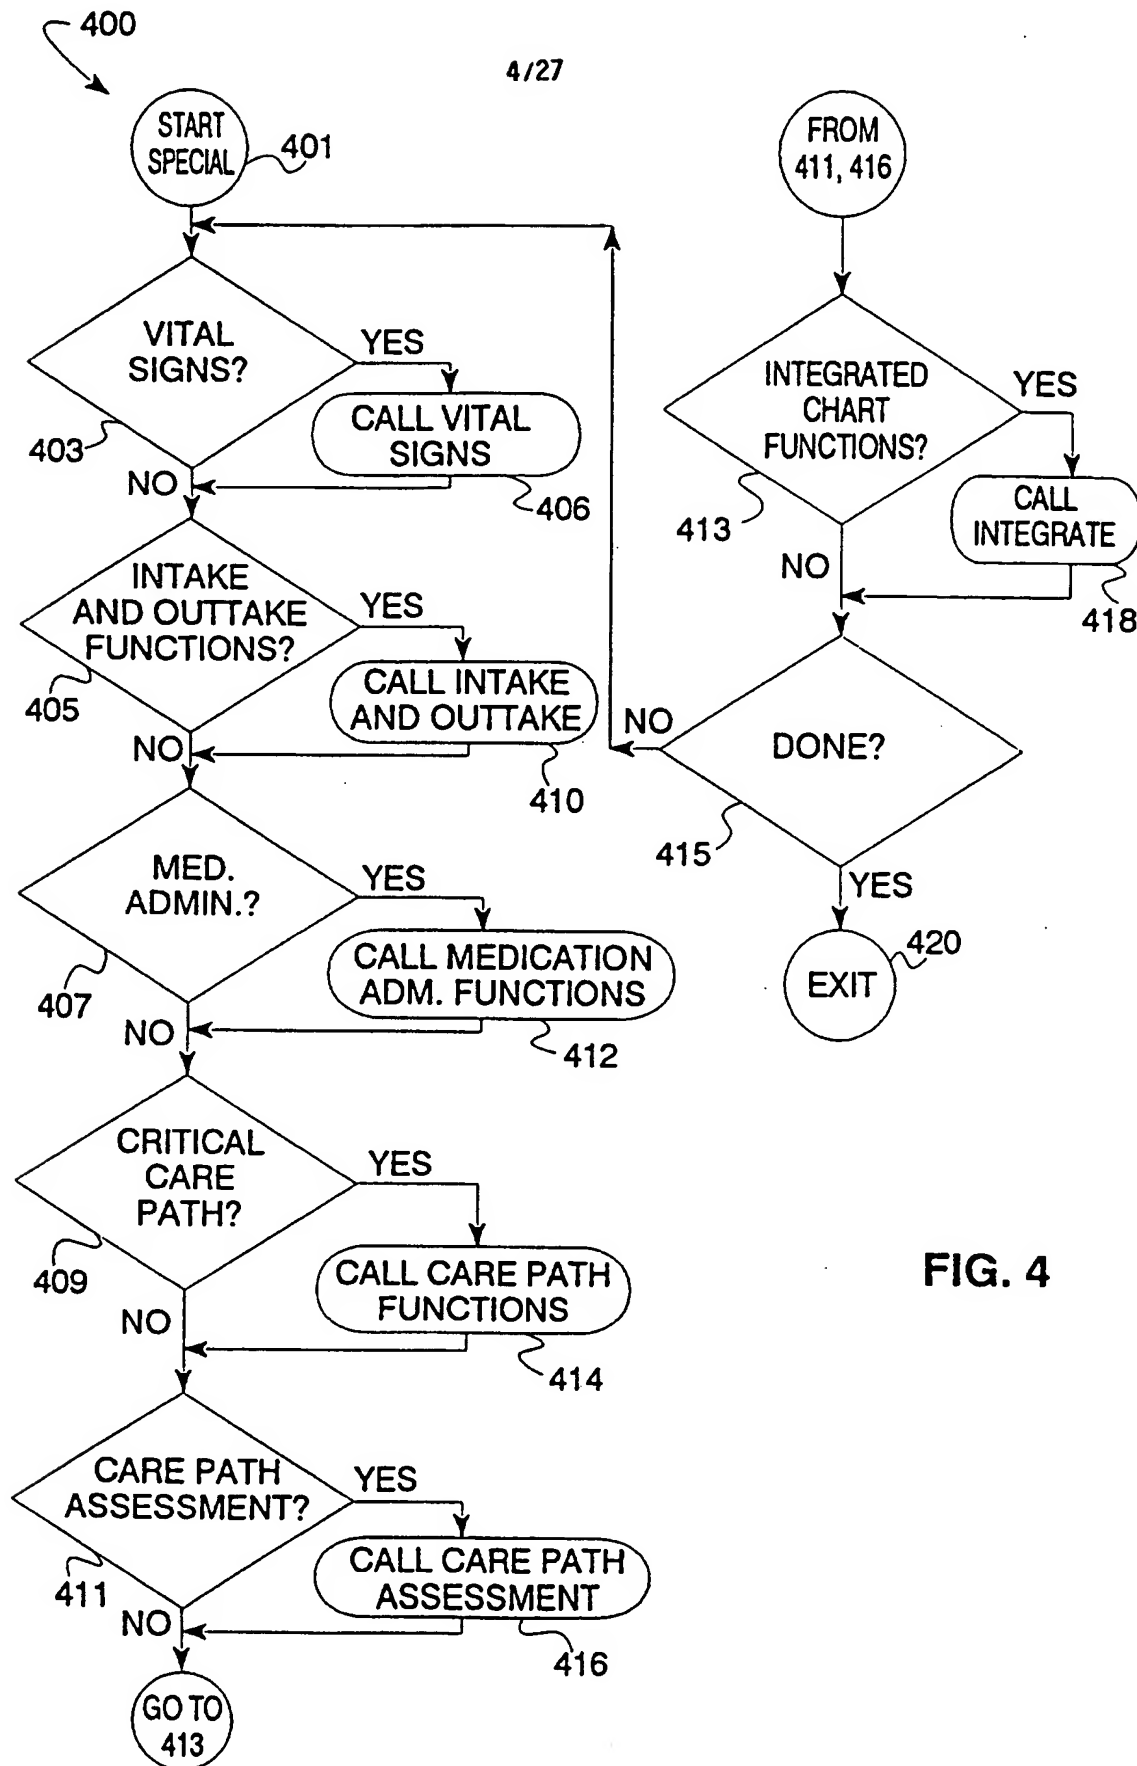 400
4/27
START
SPECIAL
401
VITAL
SIGNS?
YES
403
CALL VITAL
SIGNS
NO
406
INTAKE
AND OUTTAKE
FUNCTIONS?
YES
405
CALL INTAKE
AND OUTTAKE
NO
410
MED.
ADMIN.?
YES
407
CALL MEDICATION
ADM. FUNCTIONS
NO
412
CRITICAL
CARE
PATH?
YES
409
CALL CARE PATH
FUNCTIONS
NO
414
CARE PATH
ASSESSMENT?
YES
411
CALL CARE PATH
ASSESSMENT
NO
416
GO TO
413
FROM
411, 416
INTEGRATED
CHART
FUNCTIONS?
YES
413
CALL
INTEGRATE
NO
418
DONE?
NO
415
YES
420
EXIT
FIG. 4